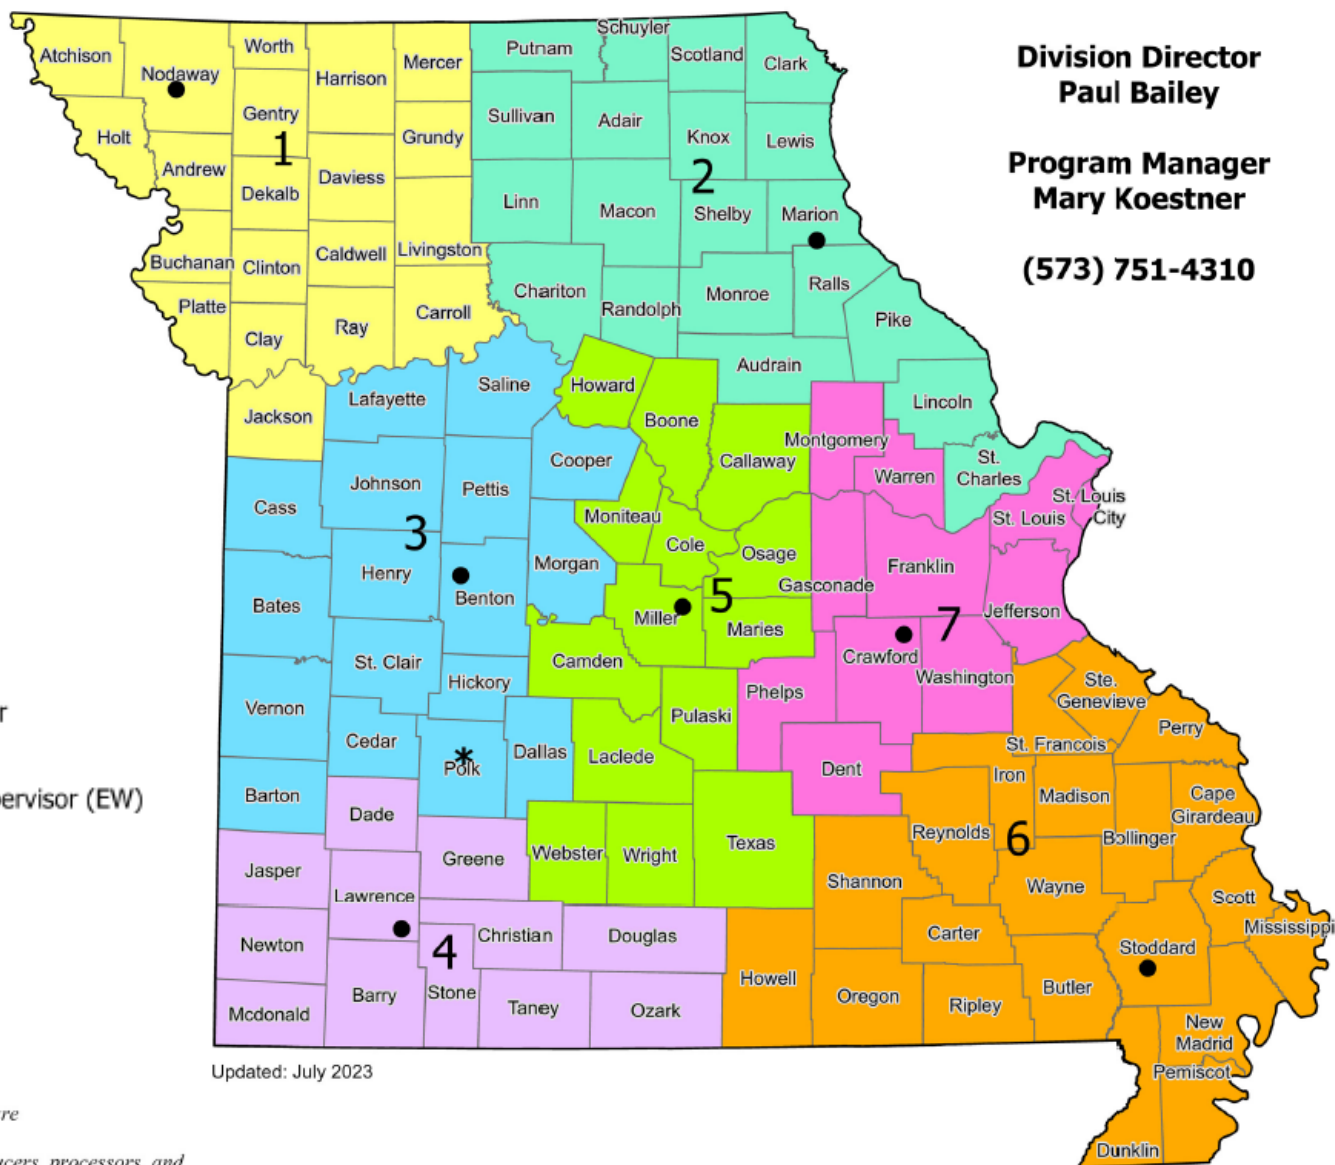 Division Director
Paul Bailey
Program Manager
Mary Koestner
(573) 751-4310
Atchison
Nodaway
Worth
Harrison
Mercer
Putnam
Schuyler
Scotland
Clark
Holt
Gentry
1
Grundy
Sullivan
Adair
Knox
Lewis
2
Andrew
Dekalb
Daviess
Linn
Macon
Shelby
Marion
Buchanan
Clinton
Caldwell
Livingston
Chariton
Randolph
Monroe
Ralls
Platte
Clay
Ray
Carroll
Pike
Audrain
Jackson
Lafayette
Saline
Howard
Boone
Lincoln
Callaway
Montgomery
Warren
St.
Charles
St. Louis
City
St. Louis
Cass
Johnson
Pettis
Cooper
Moniteau
3
Cole
Osage
Gasconade
Franklin
Jefferson
Bates
Henry
Benton
Morgan
Miller
5
Maries
7
Crawford
Washington
St. Clair
Hickory
Camden
Pulaski
Phelps
Ste.
Genevieve
Perry
Vernon
Cedar
*
Polk
Dallas
Laclede
Dent
St. Francois
Iron
Madison
Cape
Girardeau
Bollinger
Barton
Dade
Greene
Webster
Wright
Texas
Reynolds
6
Jasper
Lawrence
Shannon
Wayne
Scott
Mississippi
Newton
4
Christian
Douglas
Howell
Carter
Stoddard
Mcdonald
Barry
Stone
Taney
Ozark
Oregon
Ripley
Butler
New
Madrid
Pemiscot
Dunklin
r
ervisor (EW)
Updated: July 2023
re
ucers, processors, and